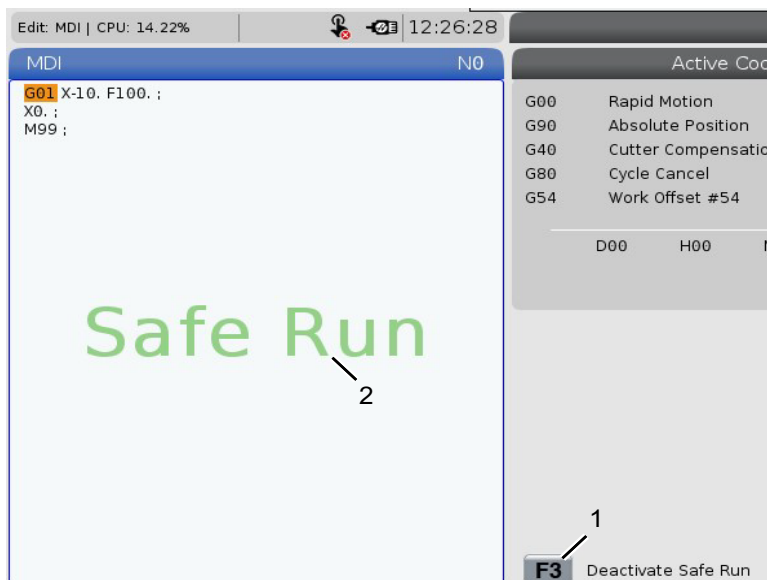 Edit: MDI | CPU: 14.22%
12:26:28
MDI N0
G01 X-10. F100. ;
X0. ;
M99 ;
Safe Run
2
Active
G00 Rapid Motion
G90 Absolute Position
G40 Cutter
G80 Cycle Cancel
G54 Work Offset #54
D00 H00
1
F3 Deactivate Safe Run